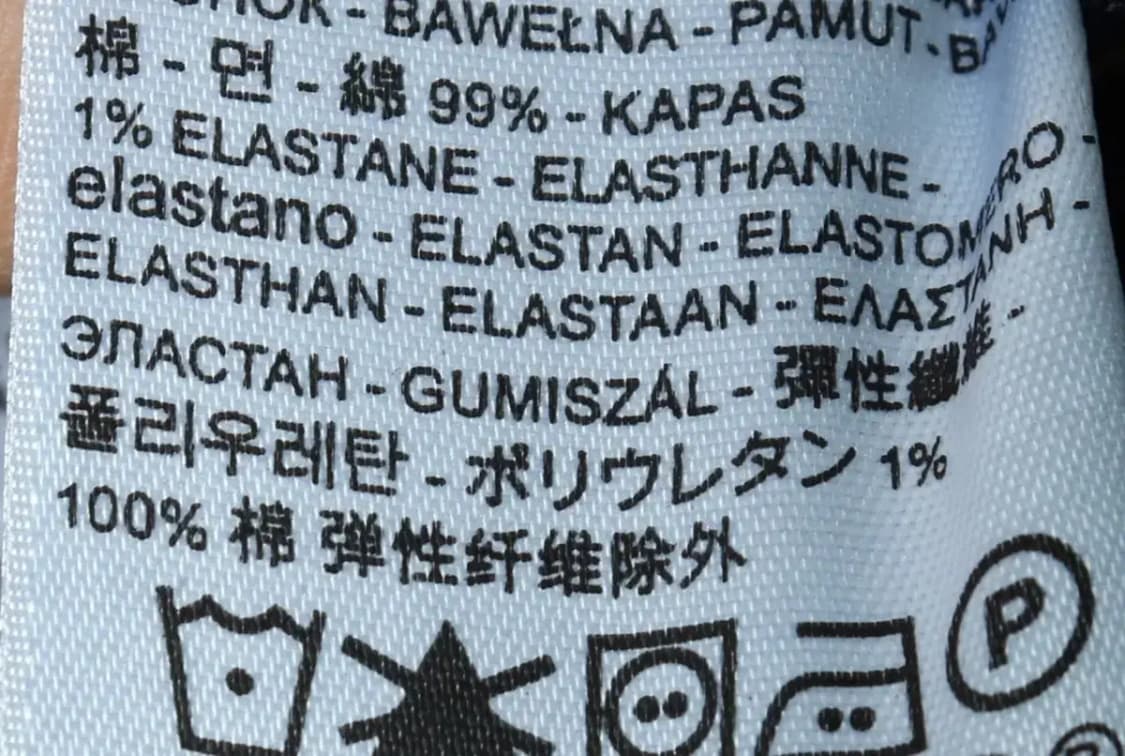 - BAWEŁNA - PAMUT -
棉 - 면 - 綿 99% - KAPAS
1% ELASTANE - ELASTHANNE -
elastano - ELASTAN - ELASTOMERO -
ELASTHAN - ELASTAAN - ΕΛΑΣΤΑΝΗ -
ЭЛАСТАН - GUMISZÁL - 彈性纖維 -
폴리우레탄 - ポリウレタン 1%
100% 棉 弹性纤维除外
P